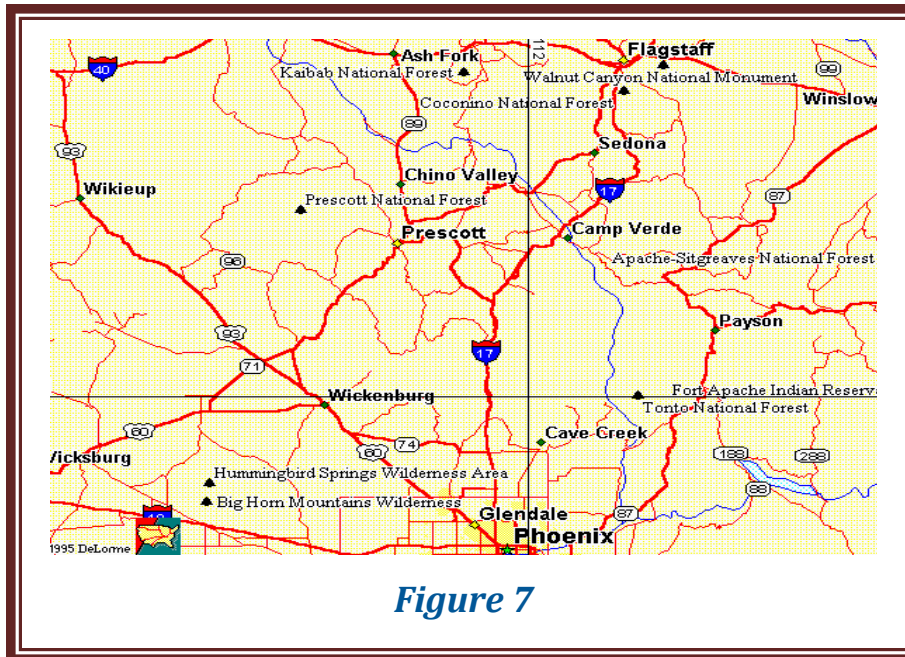 Ash Fork
112
Flagstaff
40
Kaibab National Forest
Walnut Canyon National Monument
99
Coconino National Forest
Winslow
89
93
Sedona
Chino Valley
17
87
Wikieup
Prescott National Forest
Prescott
Camp Verde
96
Apache-Sitgreaves National Forest
93
Payson
17
71
Fort Apache Indian Reserva
Wickenburg
Tonto National Forest
60
74
Cave Creek
60
188
288
Vicksburg
Hummingbird Springs Wilderness Area
88
Big Horn Mountains Wilderness
Glendale
87
Phoenix
1995 DeLorme
Figure 7